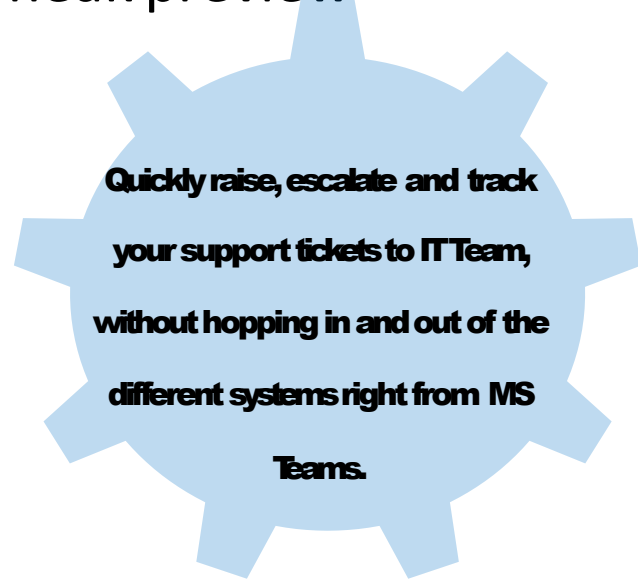 preview
Quickly raise, escalate and track
your support tickets to IT Team,
without hopping in and out of the
different systems right from MS
Teams.